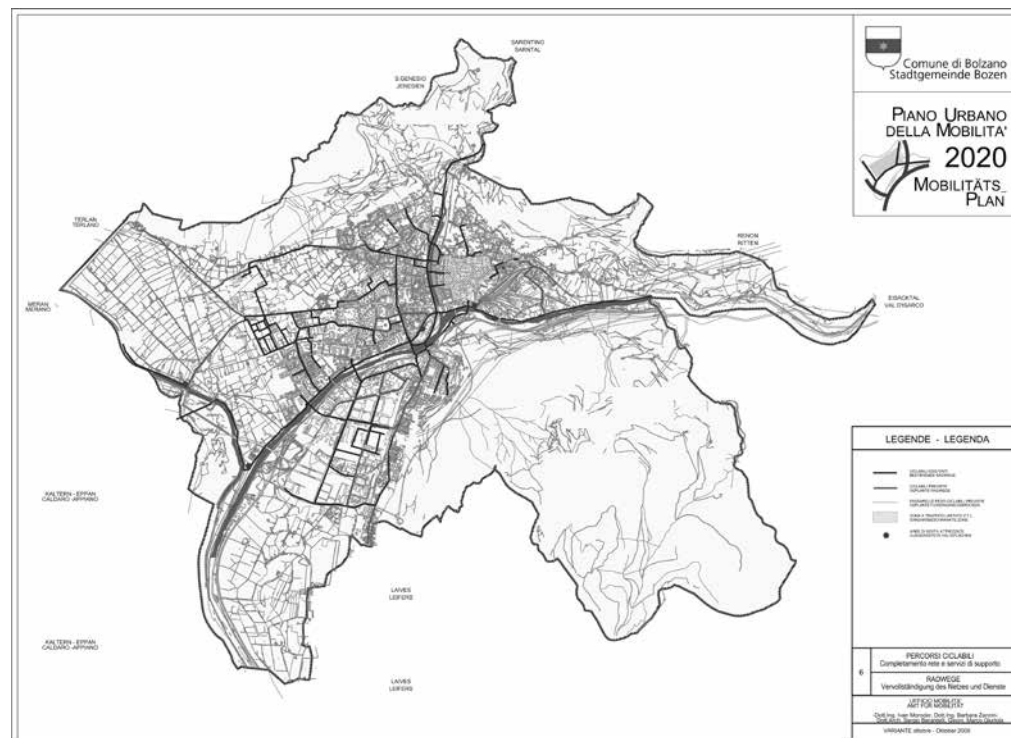 SARENTINO
SARNTAL
S.GENESIO
JENESIEN
TERLAN
TERLANO
MERAN
MERANO
RENON
RITTEN
EISACKTAL
VAL D'ISARCO
KALTERN - EPPAN
CALDARO - APPIANO
LAIVES
LEIFERS
KALTERN - EPPAN
CALDARO - APPIANO
LAIVES
LEIFERS
Comune di Bolzano
Stadtgemeinde Bozen
PIANO URBANO
DELLA MOBILITA'
2020
MOBILITÄTS_
PLAN
LEGENDE - LEGENDA
6
PERCORSI CICLABILI
Completamento rete e servizi di supporto
RADWEGE
Vervollständigung des Netzes und Dienste
UFFICIO MOBILITA'
AMT FÜR MOBILITÄT
VARIANTE ottobre - Oktober 2009